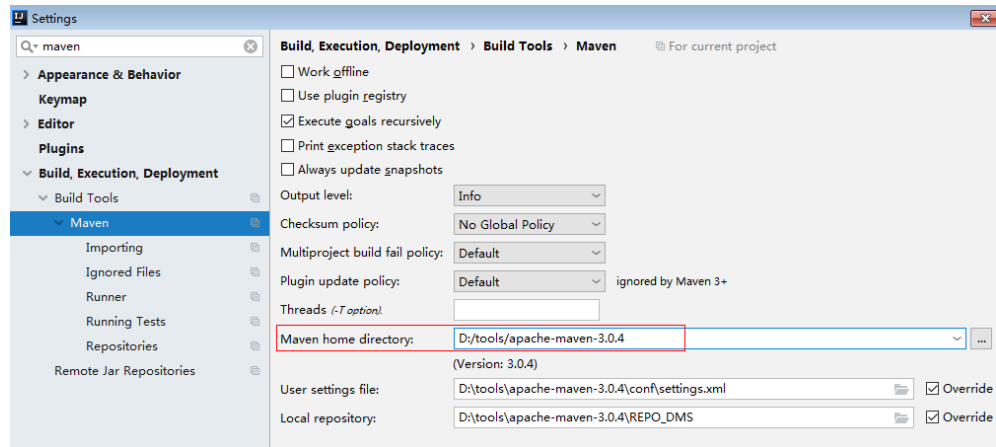 Settings
maven
Appearance & Behavior
Keymap
Editor
Plugins
Build, Execution, Deployment
Build Tools
Maven
Importing
Ignored Files
Runner
Running Tests
Repositories
Remote Jar Repositories
Build, Execution, Deployment > Build Tools > Maven For current project
Work offline
Use plugin registry
Execute goals recursively
Print exception stack traces
Always update snapshots
Output level: Info
Checksum policy: No Global Policy
Multiproject build fail policy: Default
Plugin update policy: Default ignored by Maven 3+
Threads (-T option).
Maven home directory: D:/tools/apache-maven-3.0.4 ...
(Version: 3.0.4)
User settings file: D:\tools\apache-maven-3.0.4\conf\settings.xml Override
Local repository: D:\tools\apache-maven-3.0.4\REPO_DMS Override